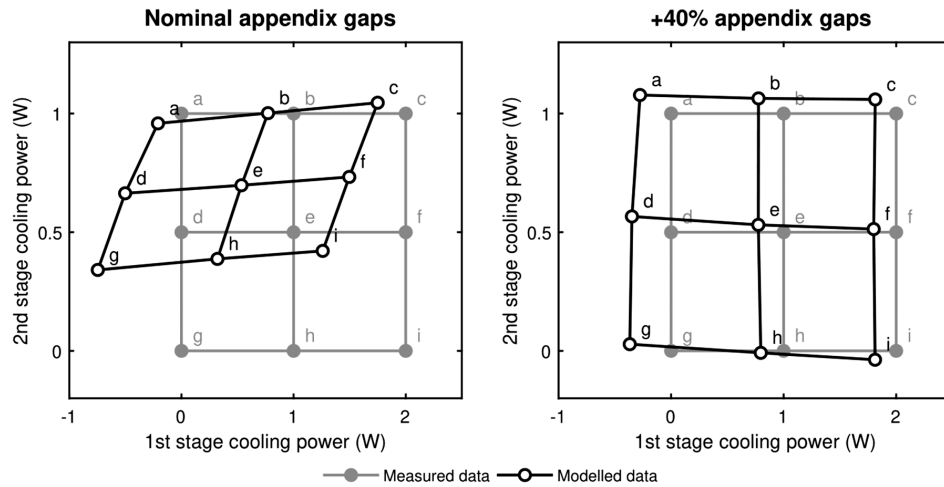 Nominal appendix gaps
2nd stage cooling power (W)
1
0.5
0
-1
0
1
2
1st stage cooling power (W)
a
b
c
d
e
f
g
h
i
a
b
c
d
e
f
g
h
i
+40% appendix gaps
2nd stage cooling power (W)
1
0.5
0
-1
0
1
2
1st stage cooling power (W)
a
b
c
d
e
f
g
h
i
a
b
c
d
e
f
g
h
i
Measured data
Modelled data